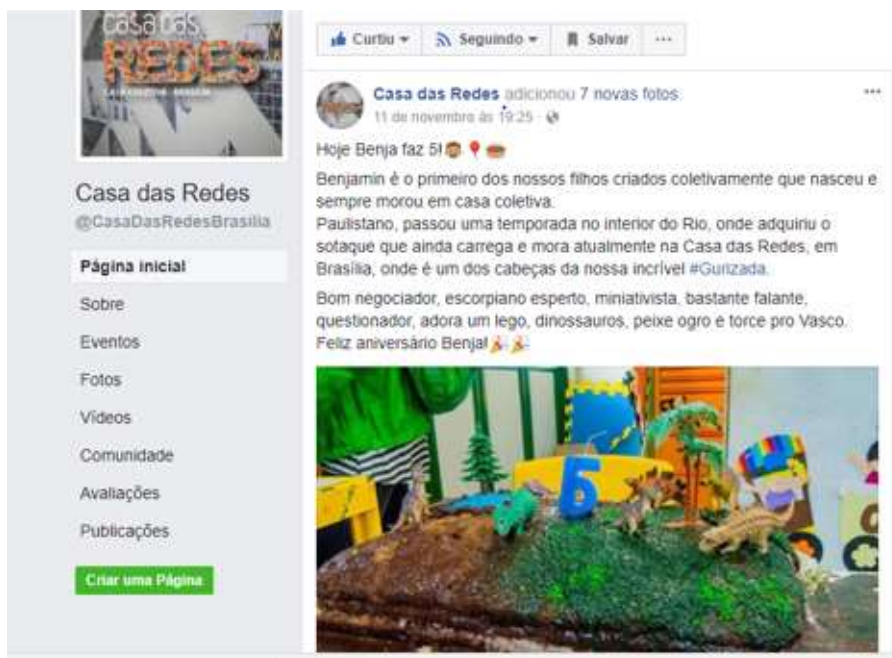 casa das
REDES
Curtiu
Seguindo
Salvar
Casa das Redes adicionou 7 novas fotos.
11 de novembro às 19:25
Hoje Benja faz 5!
Benjamin é o primeiro dos nossos filhos criados coletivamente que nasceu e
sempre morou em casa coletiva.
Paulistano, passou uma temporada no interior do Rio, onde adquiriu o
sotaque que ainda carrega e mora atualmente na Casa das Redes, em
Brasília, onde é um dos cabeças da nossa incrível #Gurizada.
Bom negociador, escorpiano esperto, miniativista, bastante falante,
questionador, adora um lego, dinossauros, peixe ogro e torce pro Vasco.
Feliz aniversário Benja!
5
Casa das Redes
@CasaDasRedesBrasilia
Página inicial
Sobre
Eventos
Fotos
Vídeos
Comunidade
Avaliações
Publicações
Criar uma Página